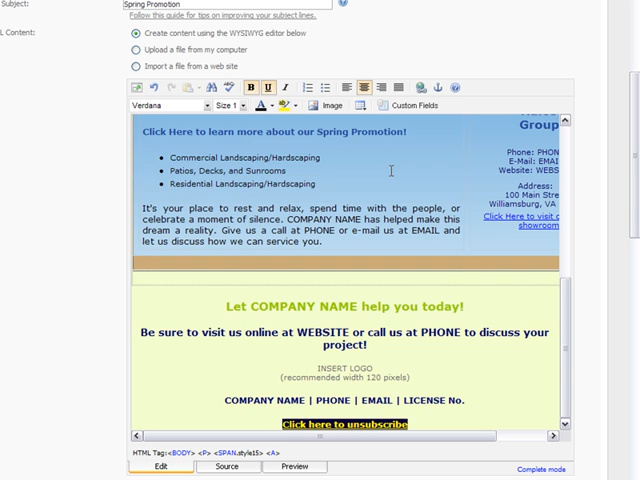 Subject:
Spring Promotion
Follow this guide for tips on improving your subject lines.
L Content:
Create content using the WYSIWYG editor below
Upload a file from my computer
Import a file from a web site
B U I
Verdana Size 1 A ab Image Custom Fields
Click Here to learn more about our Spring Promotion!
Commercial Landscaping/Hardscaping
Patios, Decks, and Sunrooms
Residential Landscaping/Hardscaping
It's your place to rest and relax, spend time with the people, or
celebrate a moment of silence. COMPANY NAME has helped make this
dream a reality. Give us a call at PHONE or e-mail us at EMAIL and
let us discuss how we can service you.
Group
Phone: PHON
E-Mail: EMAI
Website: WEBS
Address:
100 Main Stre
Williamsburg, VA
Click Here to visit o
showroom
Let COMPANY NAME help you today!
Be sure to visit us online at WEBSITE or call us at PHONE to discuss your
project!
INSERT LOGO
(recommended width 120 pixels)
COMPANY NAME | PHONE | EMAIL | LICENSE No.
Click here to unsubscribe
HTML Tag: <BODY> <P> <SPAN.style15> <A>
Edit Source Preview
Complete mode